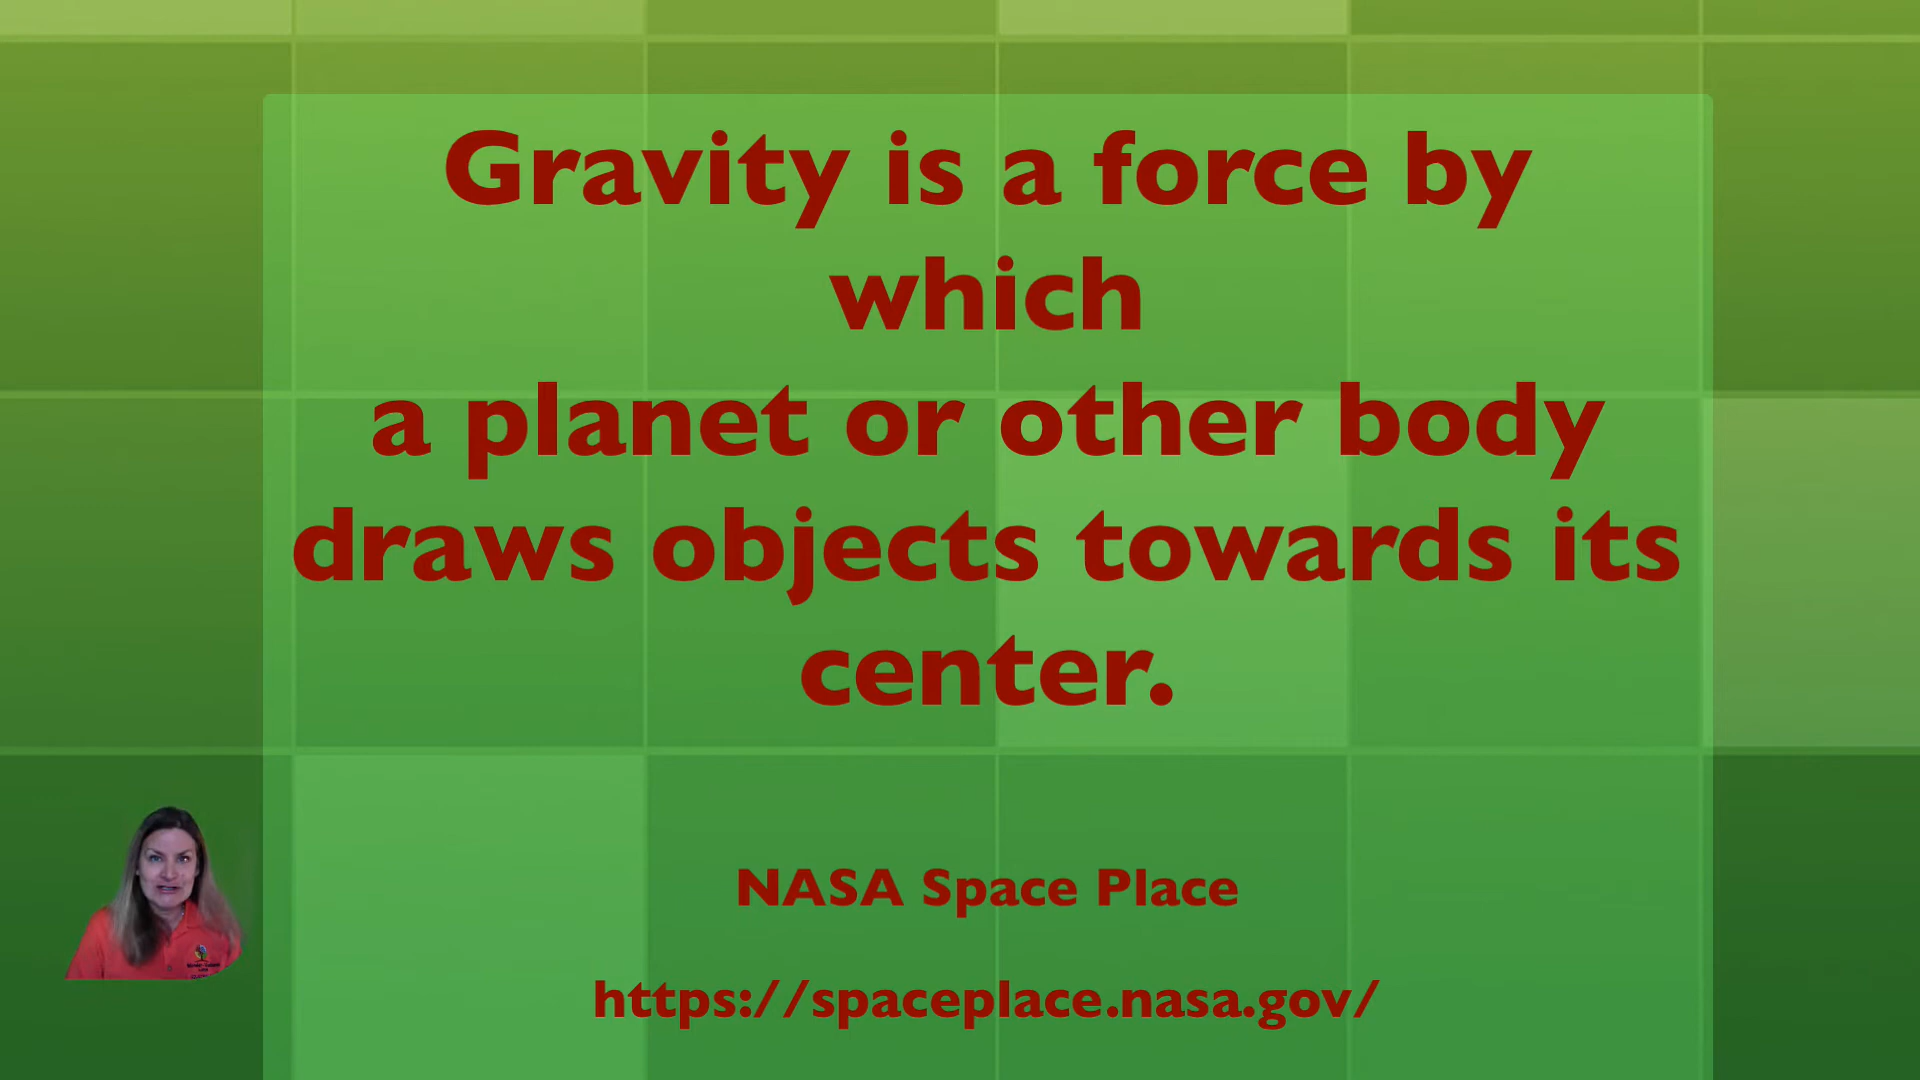 Gravity is a force by
which
a planet or other body
draws objects towards its
center.
NASA Space Place
https://spaceplace.nasa.gov/